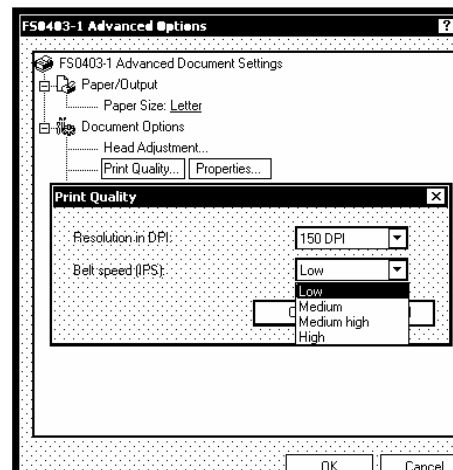 FS0403-1 Advanced Options ?
FS0403-1 Advanced Document Settings
Paper/Output
Paper Size: Letter
Document Options
Head Adjustment...
Print Quality... Properties...
Print Quality
Resolution in DPI: 150 DPI
Belt speed (IPS): Low
Low
Medium
Medium high
High
OK Cancel